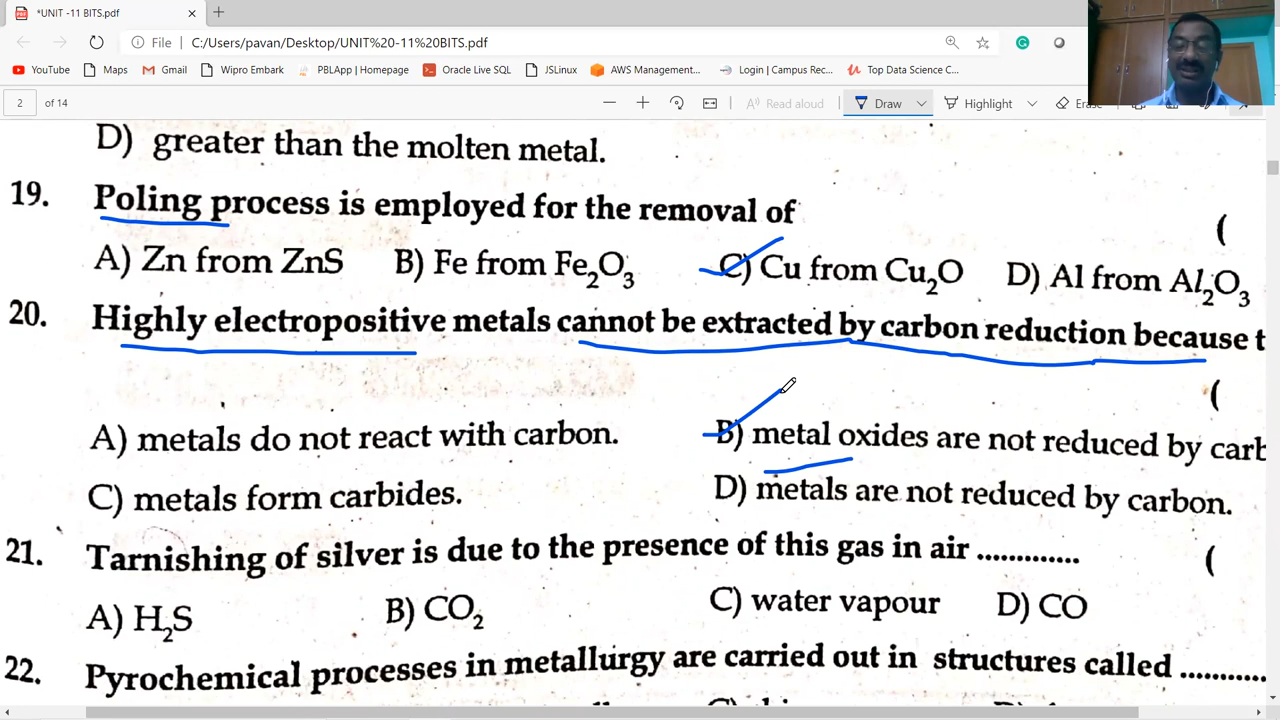 *UNIT -11 BITS.pdf
File | C:/Users/pavan/Desktop/UNIT%20-11%20BITS.pdf
YouTube Maps Gmail Wipro Embark PBLApp | Homepage Oracle Live SQL JSLinux AWS Management... Login | Campus Rec... Top Data Science C...
2 of 14 Read aloud Draw Highlight Erase
D) greater than the molten metal.
19. Poling process is employed for the removal of (
A) Zn from ZnS B) Fe from Fe₂O₃ C) Cu from Cu₂O D) Al from Al₂O₃
20. Highly electropositive metals cannot be extracted by carbon reduction because t
(
A) metals do not react with carbon. B) metal oxides are not reduced by carb
C) metals form carbides. D) metals are not reduced by carbon.
21. Tarnishing of silver is due to the presence of this gas in air ............. (
A) H₂S B) CO₂ C) water vapour D) CO
22. Pyrochemical processes in metallurgy are carried out in structures called ...........